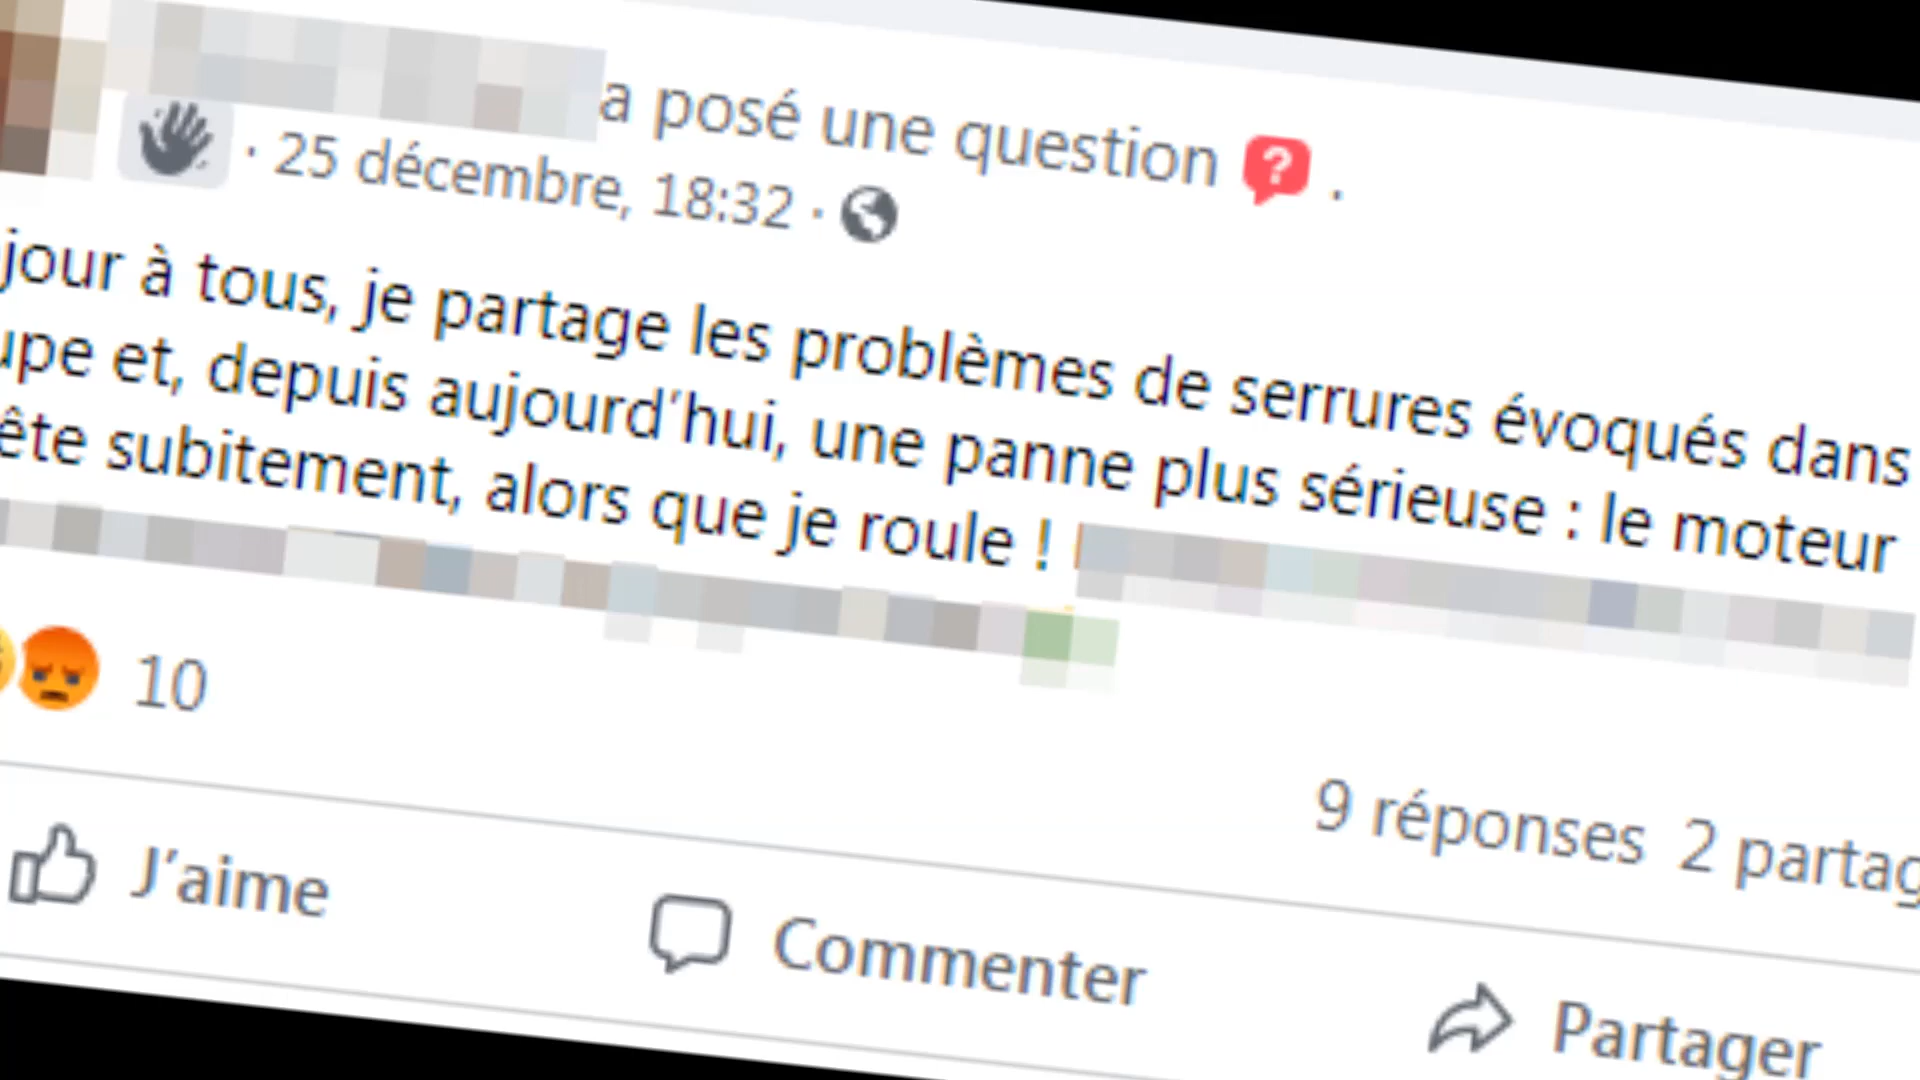 a posé une question
· 25 décembre, 18:32 ·
jour à tous, je partage les problèmes de serrures évoqués dans
upe et, depuis aujourd'hui, une panne plus sérieuse : le moteur
ête subitement, alors que je roule !
10
9 réponses 2 partag
J'aime
Commenter
Partager